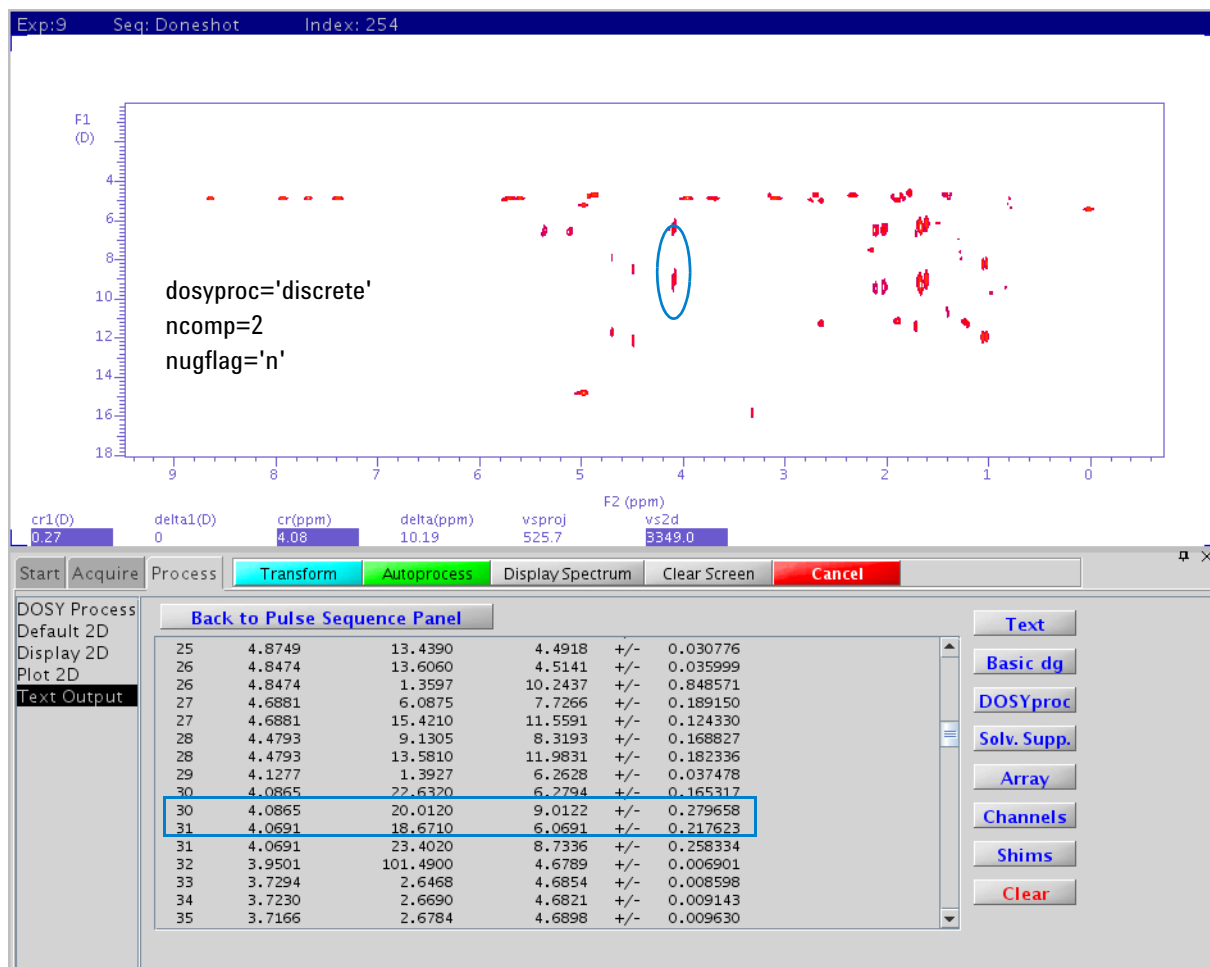 Exp:9 Seq: Doneshot Index: 254
F1
(D)
4
6
8
10
12
14
16
18
dosyproc='discrete'
ncomp=2
nugflag='n'
9 8 7 6 5 4 3 2 1 0
F2 (ppm)
cr1(D) delta1(D) cr(ppm) delta(ppm) vsproj vs2d
0.27 0 4.08 10.19 525.7 3349.0
Start Acquire Process Transform Autoprocess Display Spectrum Clear Screen Cancel
DOSY Process
Default 2D
Display 2D
Plot 2D
Text Output
Back to Pulse Sequence Panel
25 4.8749 13.4390 4.4918 +/- 0.030776
26 4.8474 13.6060 4.5141 +/- 0.035999
26 4.8474 1.3597 10.2437 +/- 0.848571
27 4.6881 6.0875 7.7266 +/- 0.189150
27 4.6881 15.4210 11.5591 +/- 0.124330
28 4.4793 9.1305 8.3193 +/- 0.168827
28 4.4793 13.5810 11.9831 +/- 0.182336
29 4.1277 1.3927 6.2628 +/- 0.037478
30 4.0865 22.6320 6.2794 +/- 0.165317
30 4.0865 20.0120 9.0122 +/- 0.279658
31 4.0691 18.6710 6.0691 +/- 0.217623
31 4.0691 23.4020 8.7336 +/- 0.258334
32 3.9501 101.4900 4.6789 +/- 0.006901
33 3.7294 2.6468 4.6854 +/- 0.008598
34 3.7230 2.6690 4.6821 +/- 0.009143
35 3.7166 2.6784 4.6898 +/- 0.009630
Text
Basic dg
DOSYproc
Solv. Supp.
Array
Channels
Shims
Clear